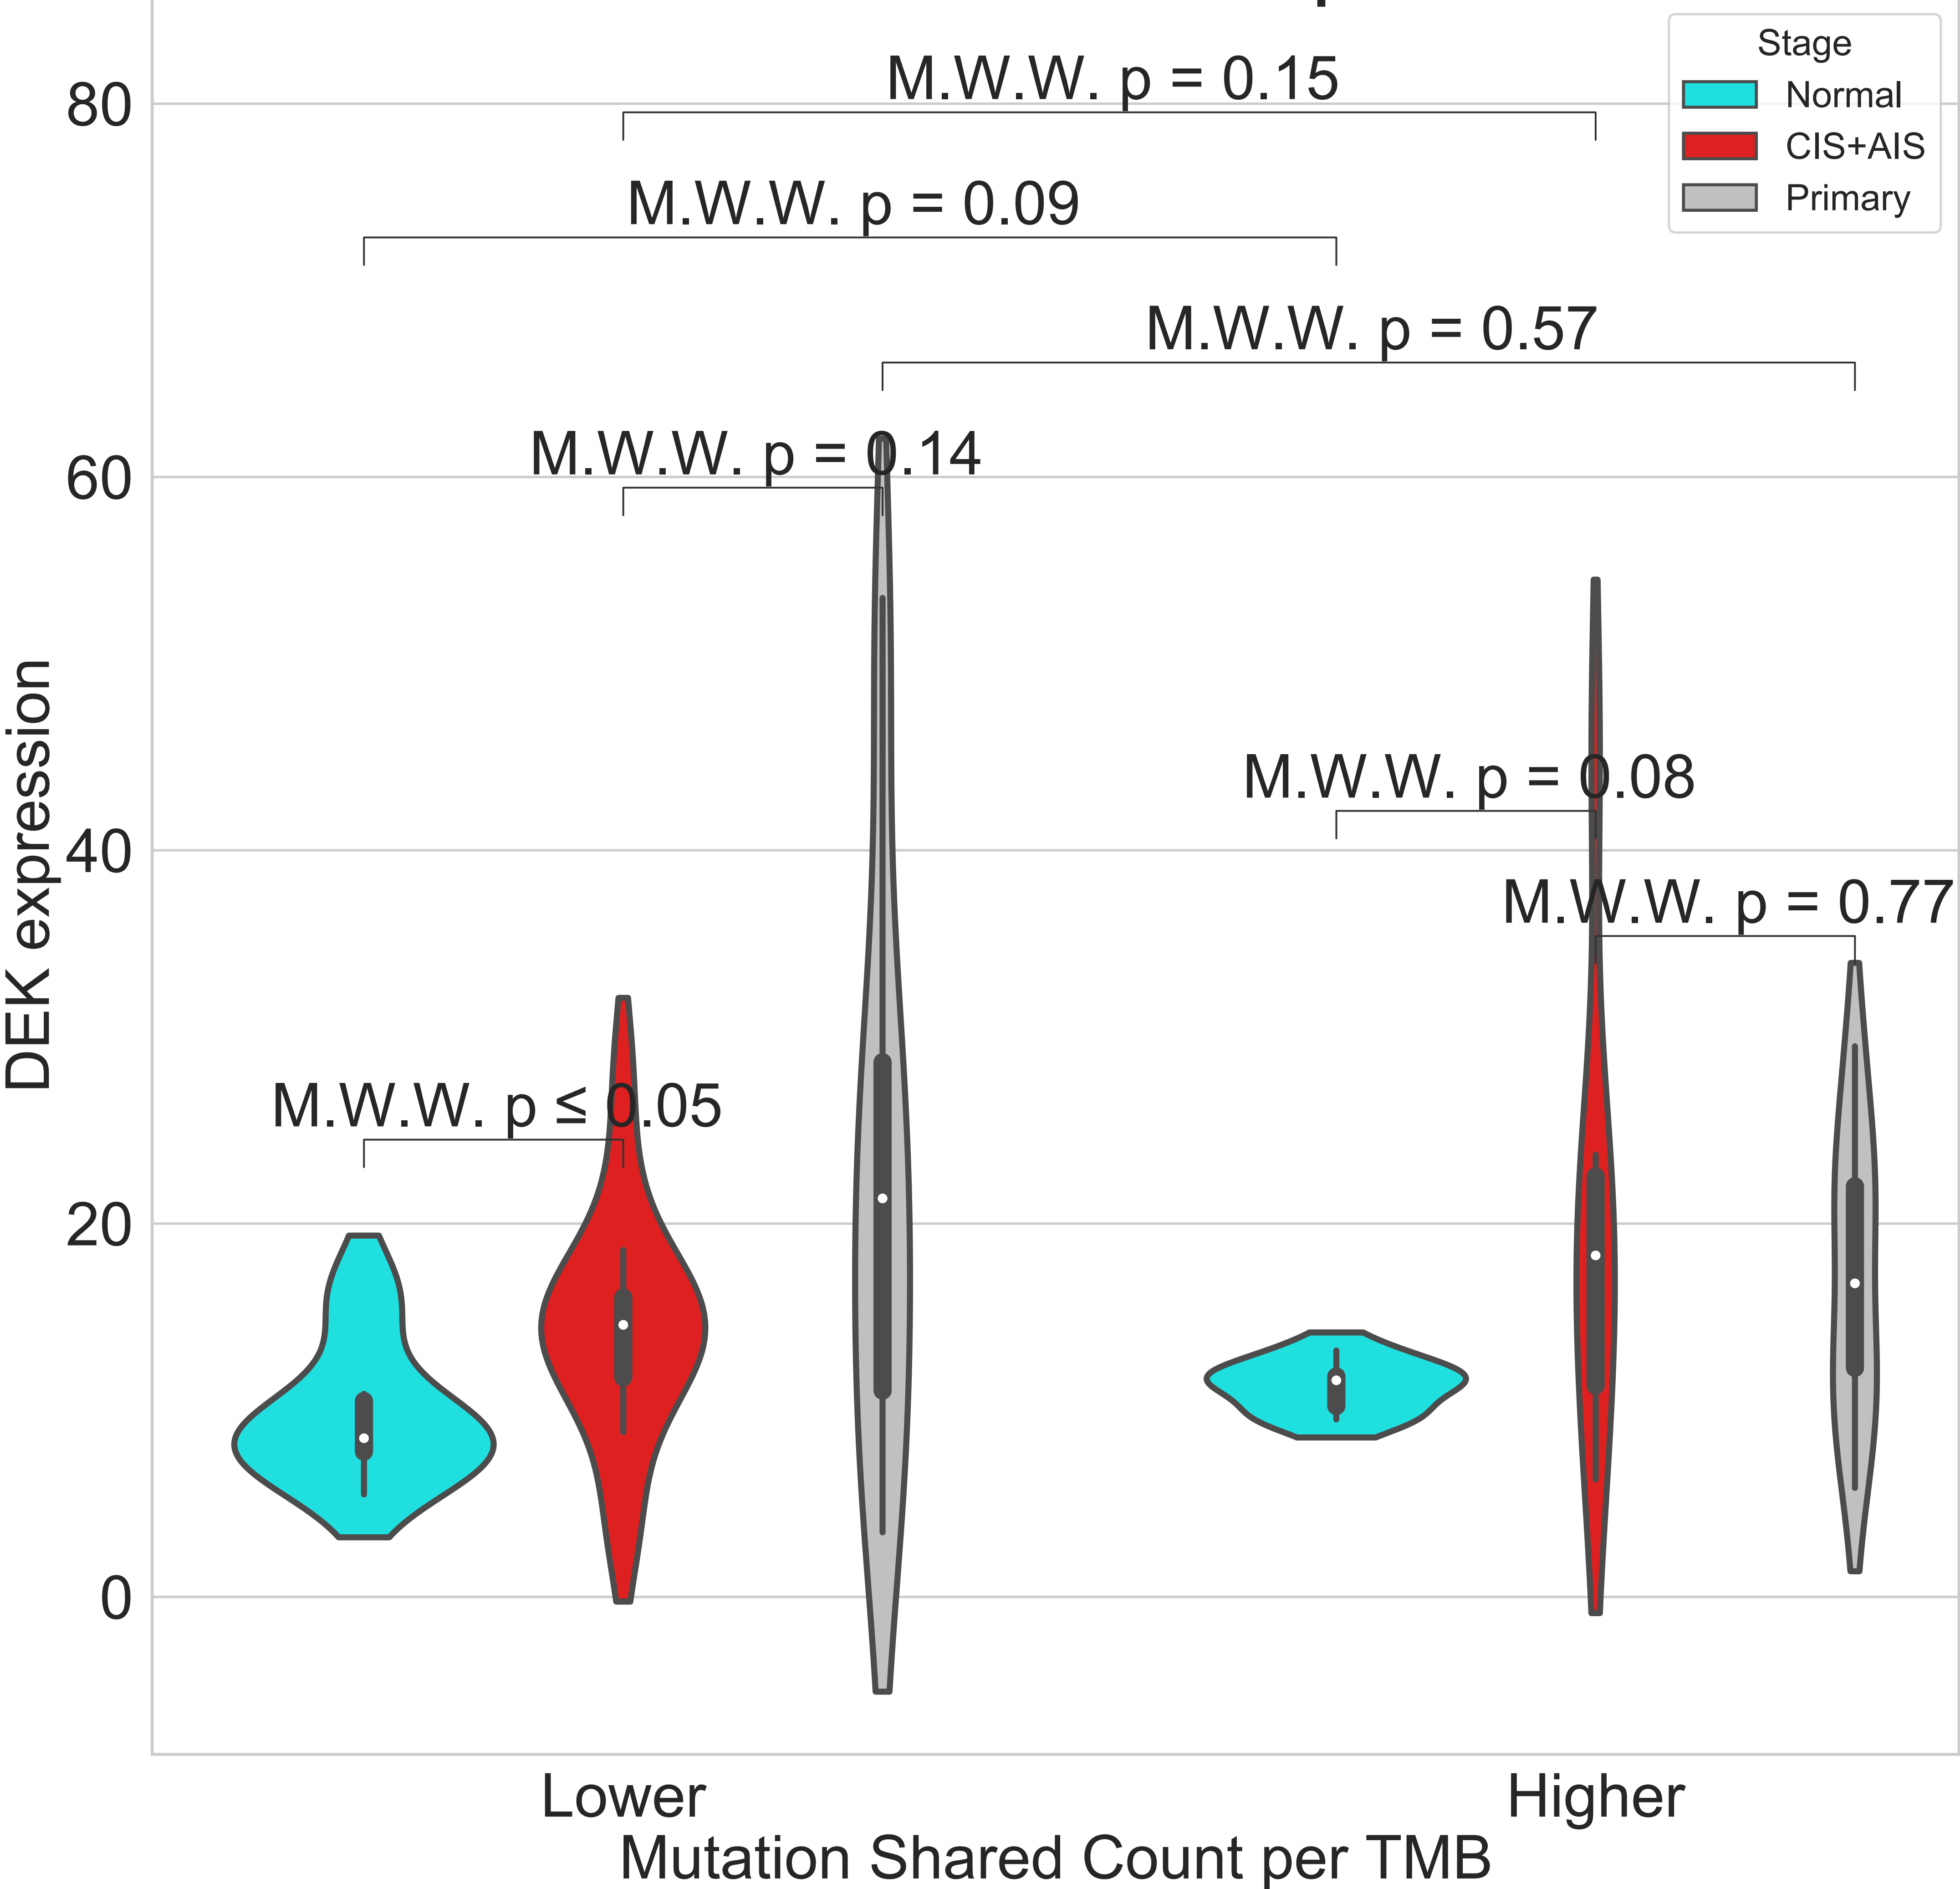 Stage
Normal
CIS+AIS
Primary
M.W.W. p = 0.15
M.W.W. p = 0.09
M.W.W. p = 0.57
M.W.W. p = 0.14
M.W.W. p = 0.08
M.W.W. p = 0.77
M.W.W. p ≤ 0.05
DEK expression
80
60
40
20
0
Lower
Higher
Mutation Shared Count per TMB